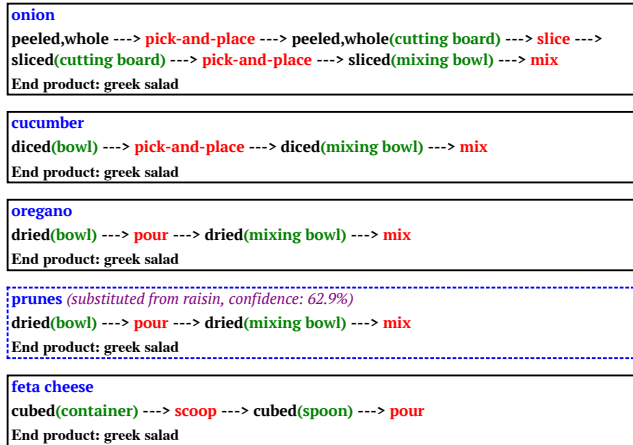 onion
peeled,whole ---> pick-and-place ---> peeled,whole(cutting board) ---> slice --->
sliced(cutting board) ---> pick-and-place ---> sliced(mixing bowl) ---> mix
End product: greek salad
cucumber
diced(bowl) ---> pick-and-place ---> diced(mixing bowl) ---> mix
End product: greek salad
oregano
dried(bowl) ---> pour ---> dried(mixing bowl) ---> mix
End product: greek salad
prunes (substituted from raisin, confidence: 62.9%)
dried(bowl) ---> pour ---> dried(mixing bowl) ---> mix
End product: greek salad
feta cheese
cubed(container) ---> scoop ---> cubed(spoon) ---> pour
End product: greek salad